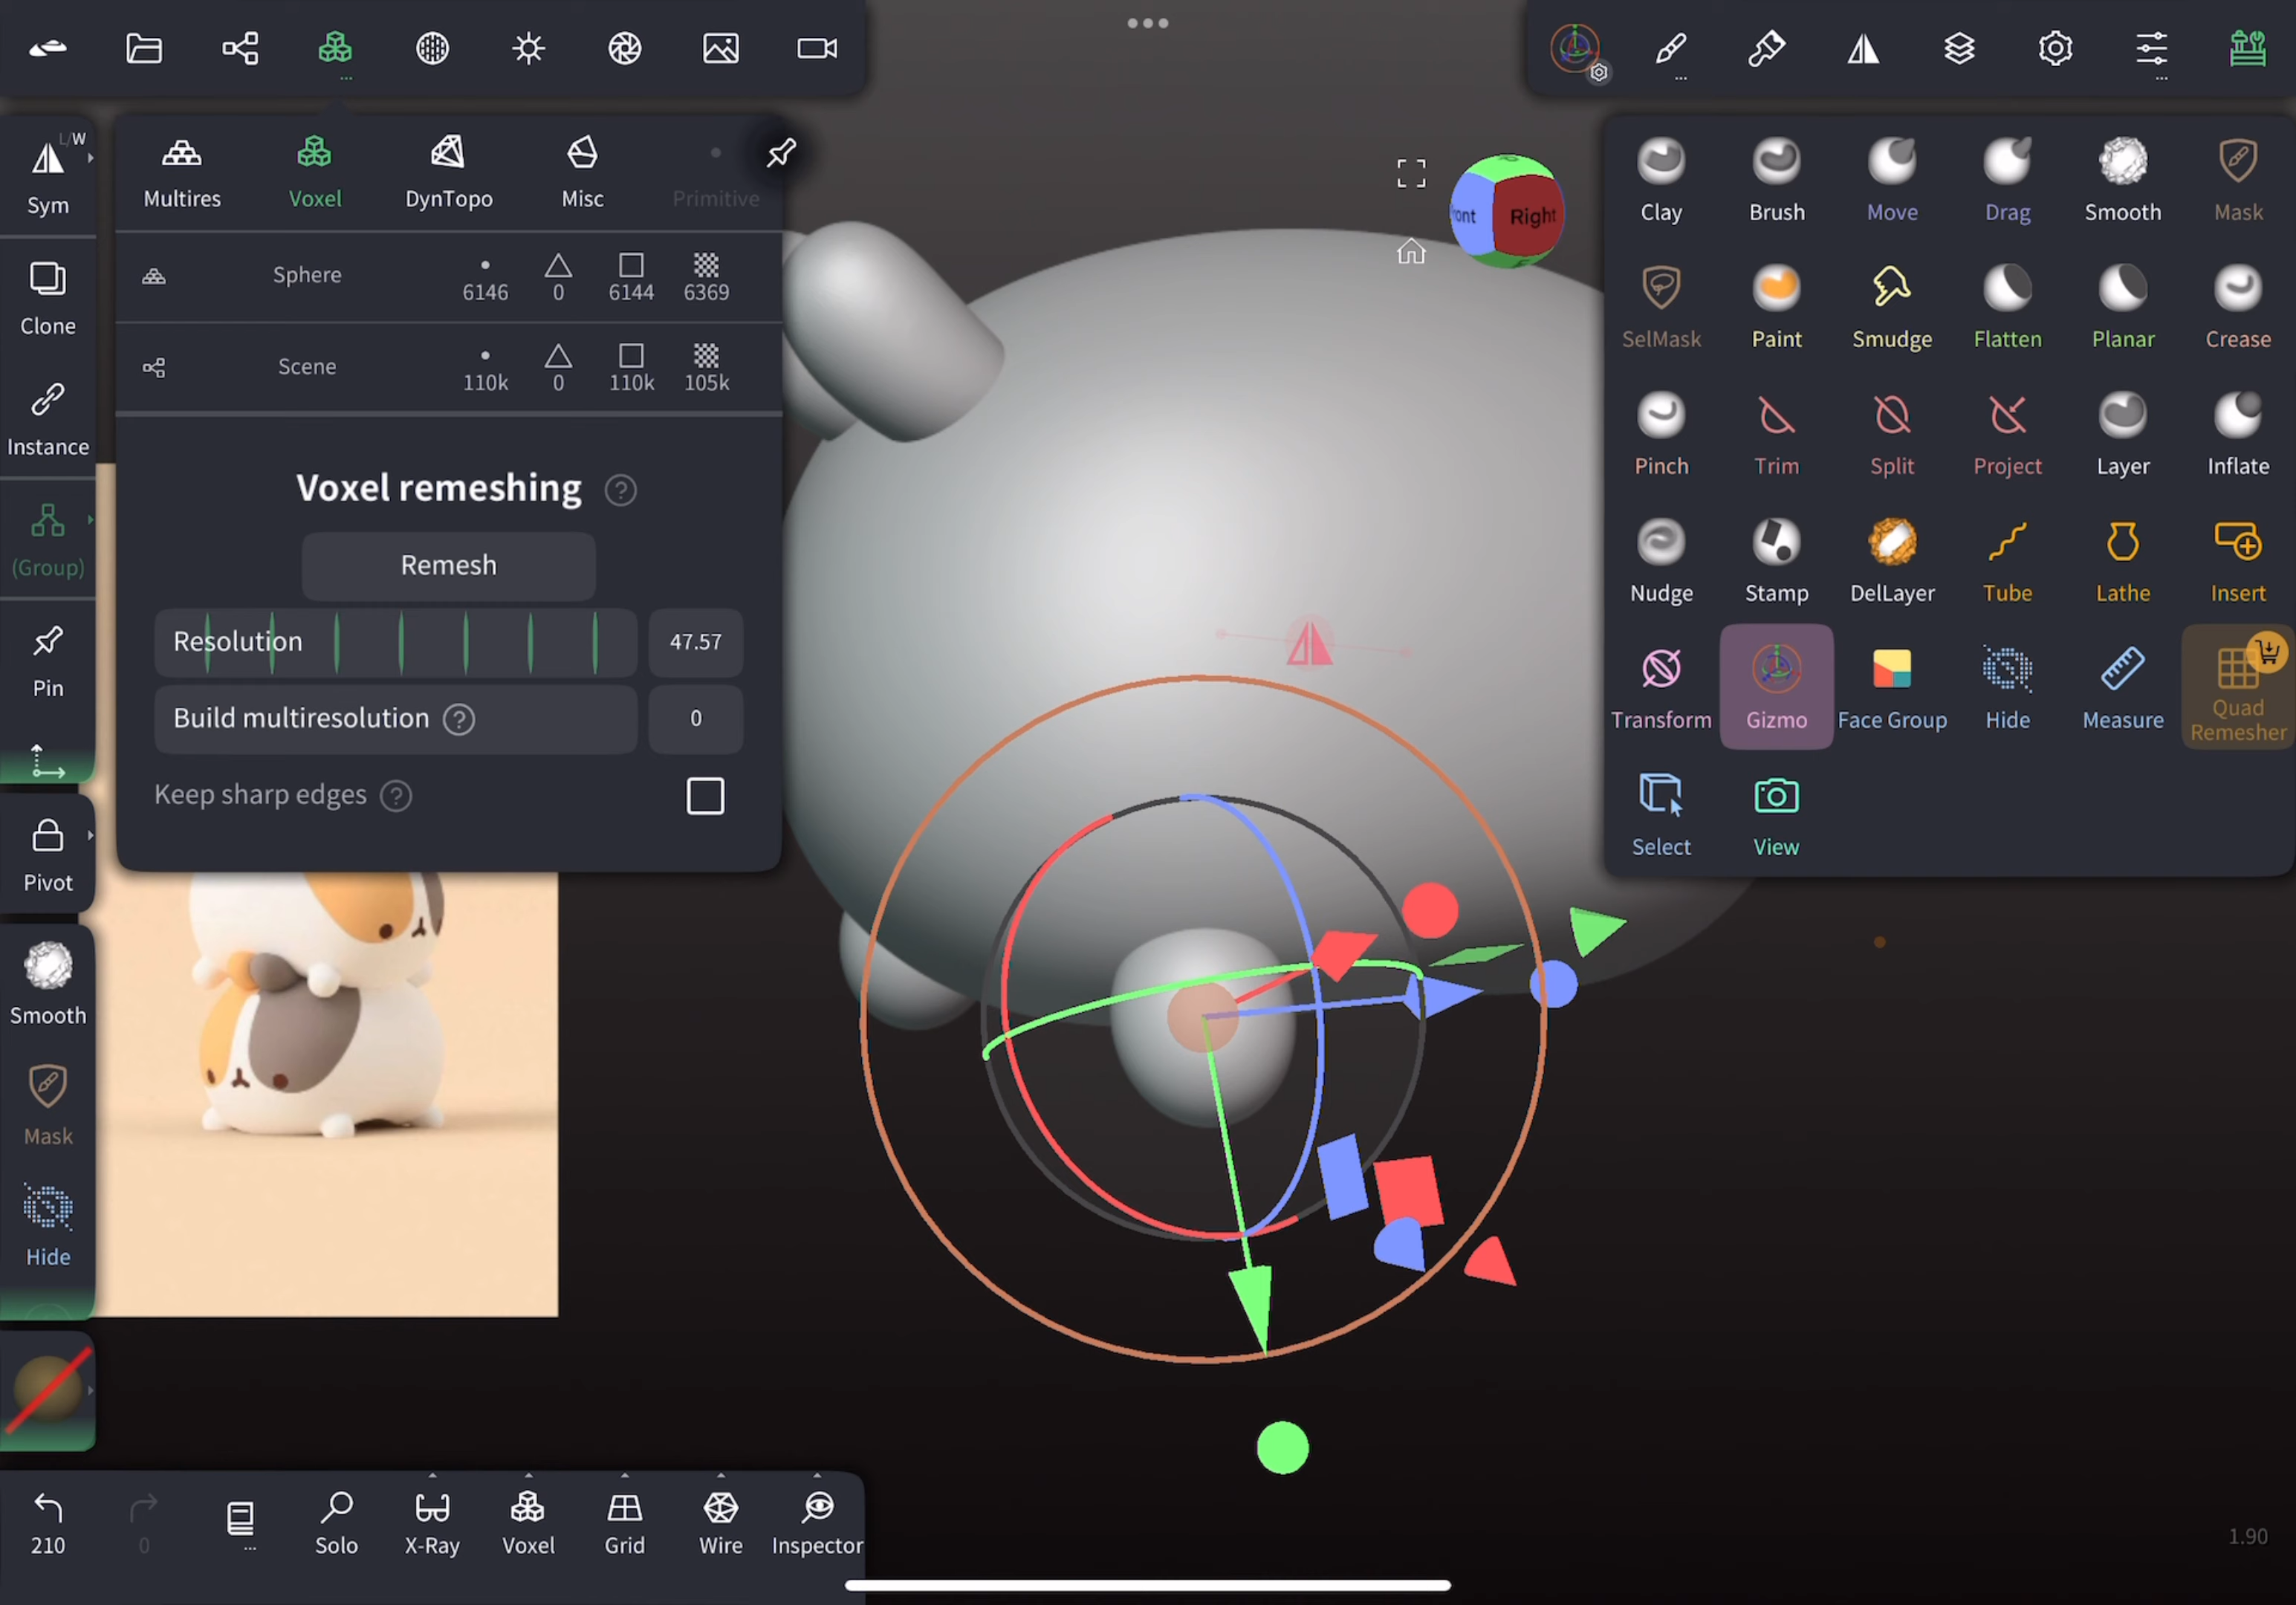 L/W
Sym
Clone
Instance
(Group)
Pin
Pivot
Smooth
Mask
Hide
Multires
Voxel
DynTopo
Misc
Primitive
Sphere
6146
0
6144
6369
Scene
110k
0
110k
105k
Voxel remeshing ?
Remesh
Resolution
47.57
Build multiresolution ?
0
Keep sharp edges ?
Right
Clay
Brush
Move
Drag
Smooth
Mask
SelMask
Paint
Smudge
Flatten
Planar
Crease
Pinch
Trim
Split
Project
Layer
Inflate
Nudge
Stamp
DelLayer
Tube
Lathe
Insert
Transform
Gizmo
Face Group
Hide
Measure
Quad
Remesher
Select
View
210
0
...
Solo
X-Ray
Voxel
Grid
Wire
Inspector
1.90